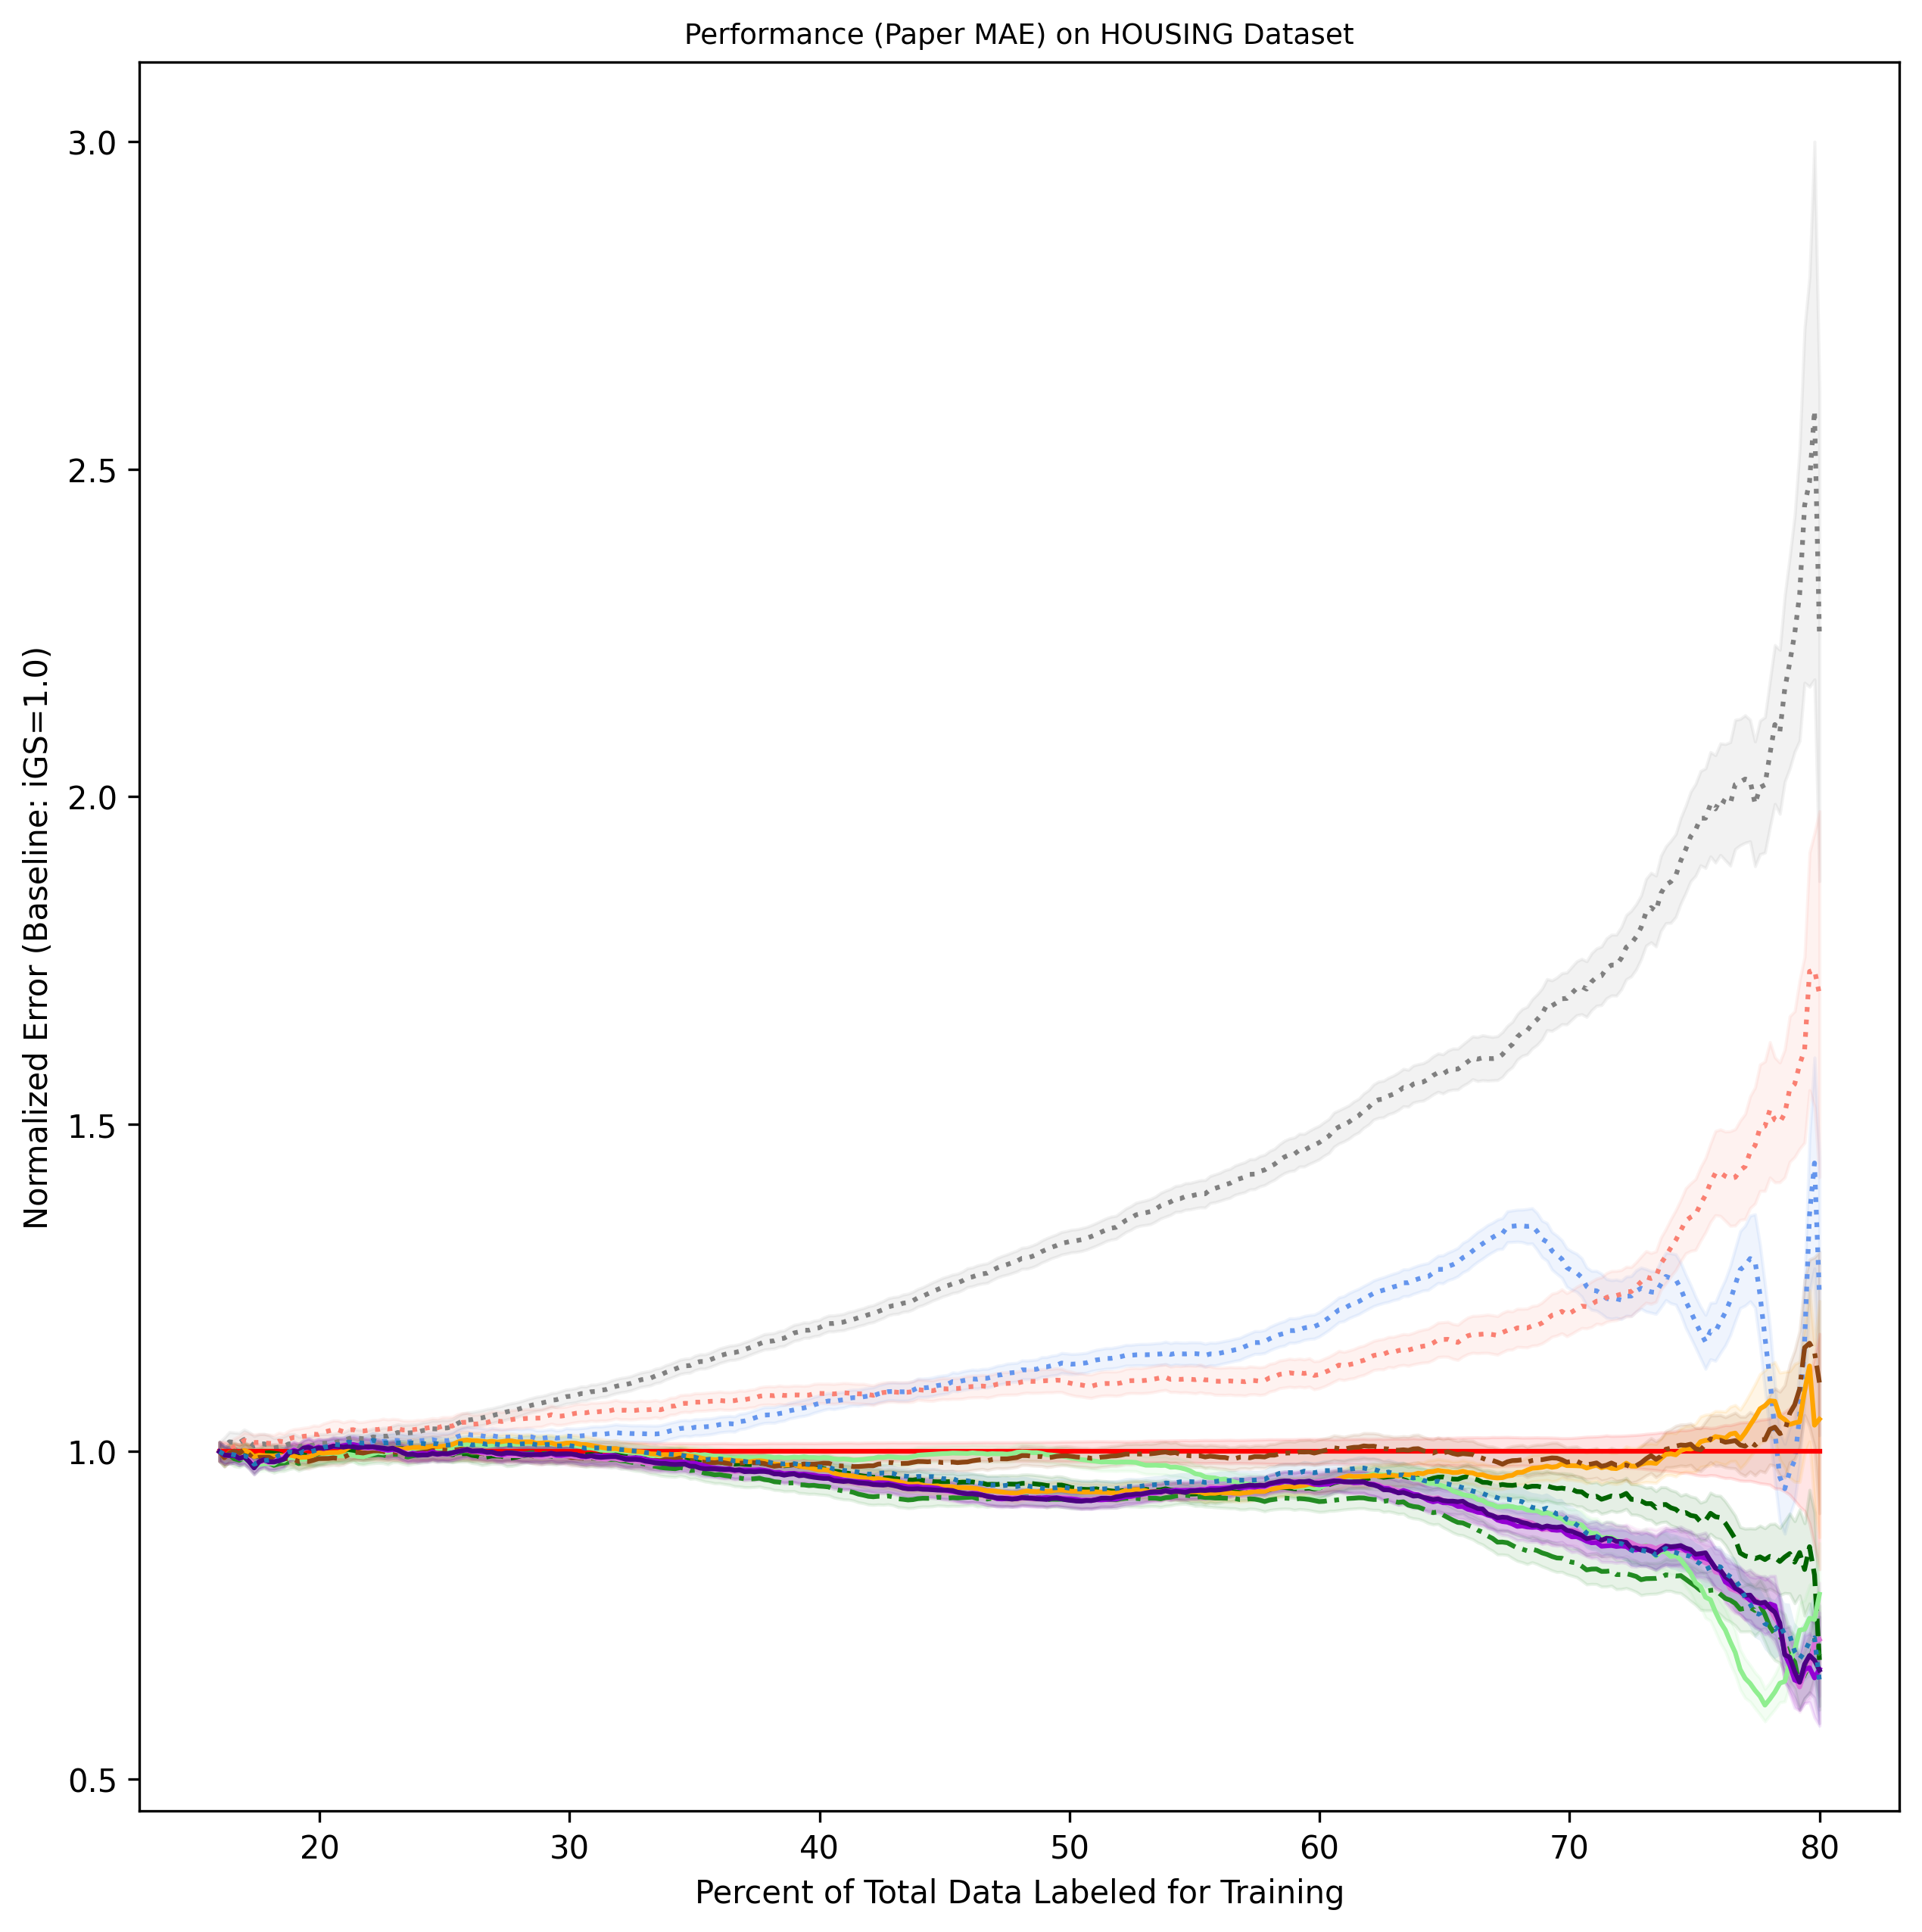 Performance (Paper MAE) on HOUSING Dataset
Normalized Error (Baseline: iGS=1.0)
3.0
2.5
2.0
1.5
1.0
0.5
20 30 40 50 60 70 80
Percent of Total Data Labeled for Training